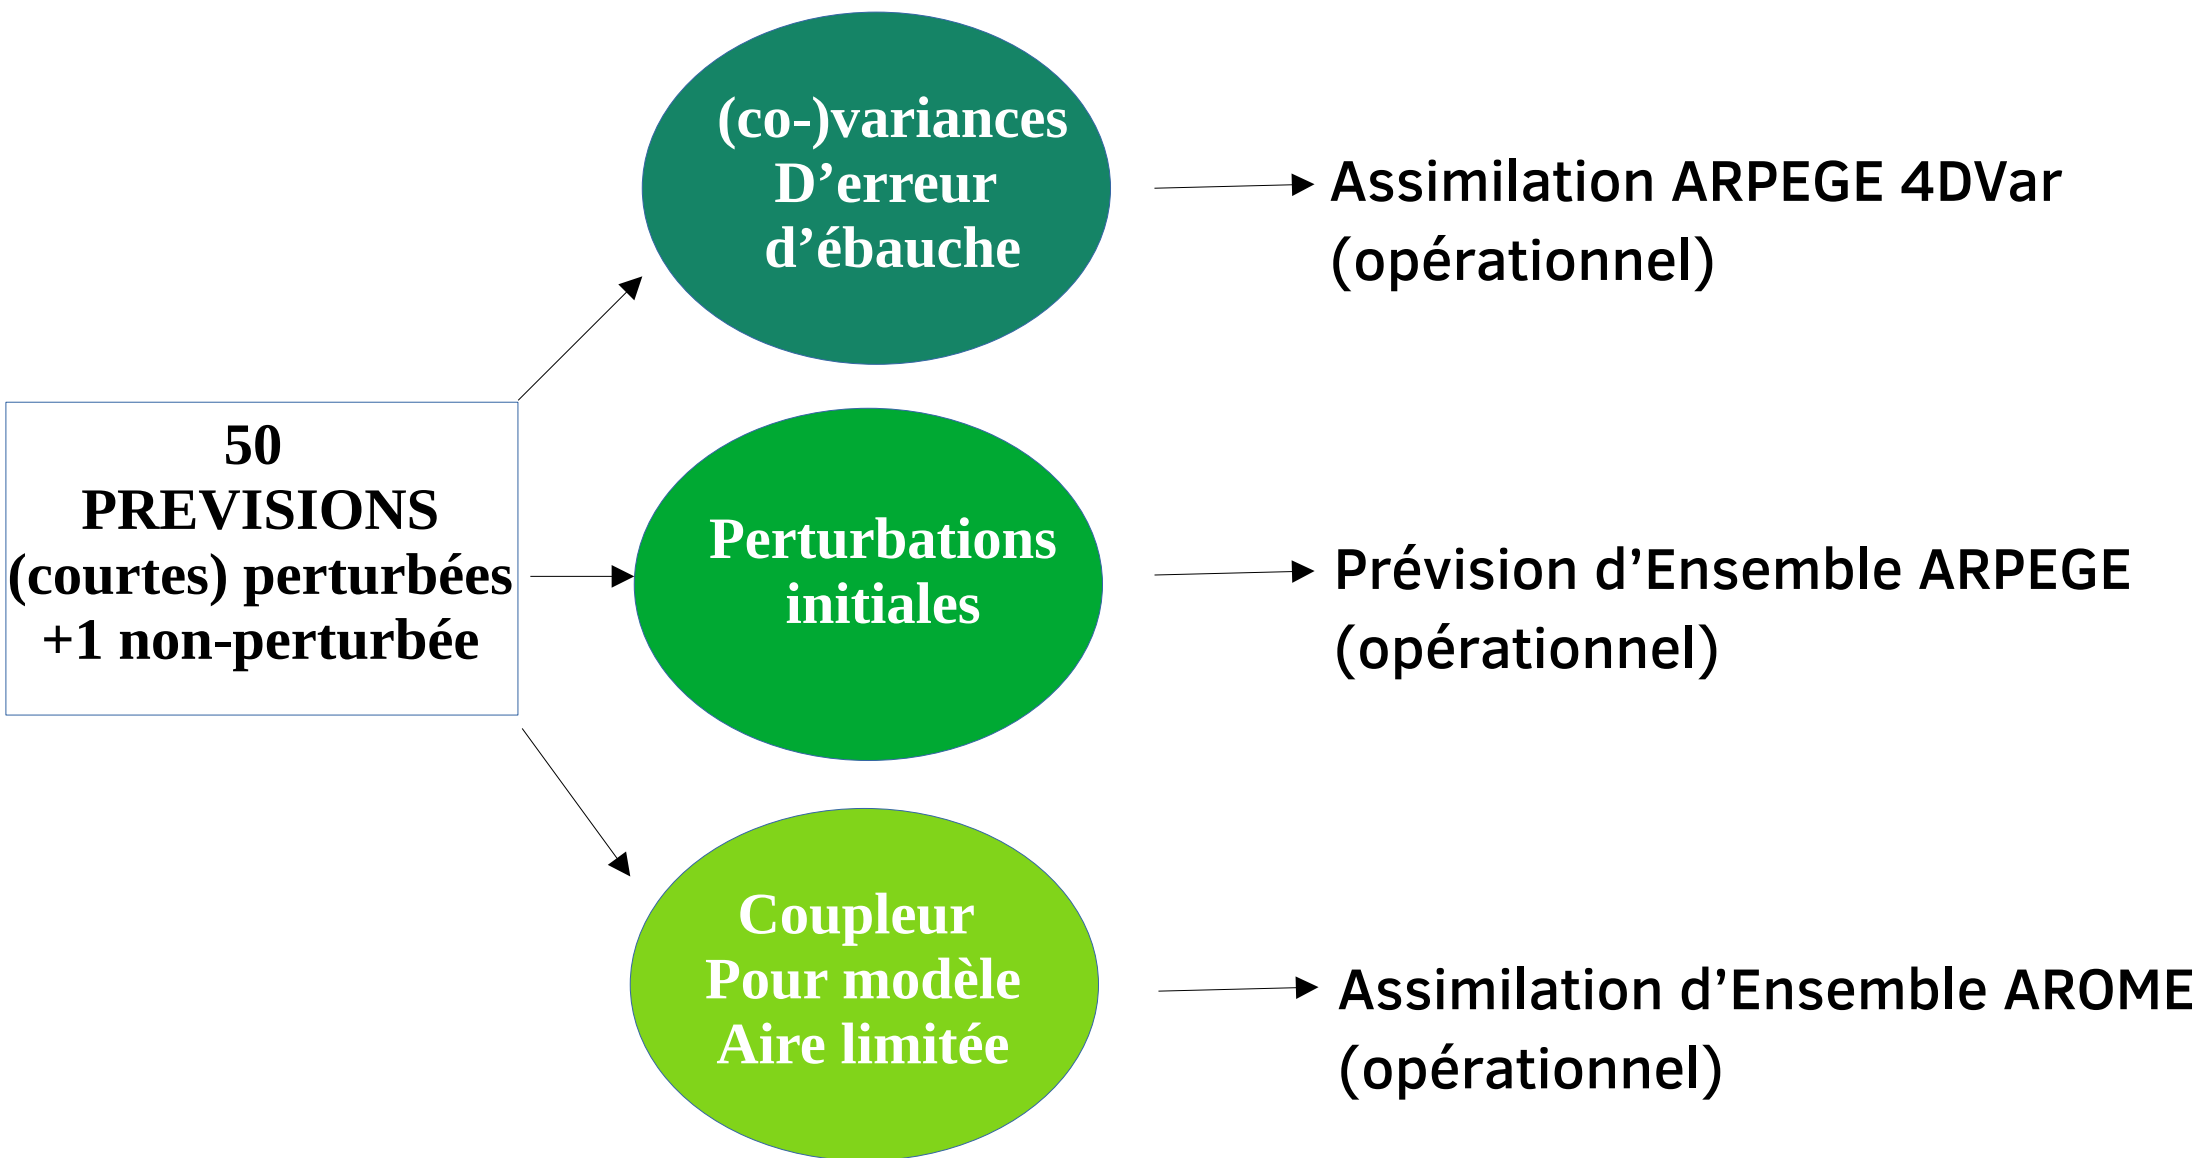 50
PREVISIONS
(courtes) perturbées
+1 non-perturbée
(co-)variances
D’erreur
d’ébauche
Assimilation ARPEGE 4DVar
(opérationnel)
Perturbations
initiales
Prévision d’Ensemble ARPEGE
(opérationnel)
Coupleur
Pour modèle
Aire limitée
Assimilation d’Ensemble AROME
(opérationnel)